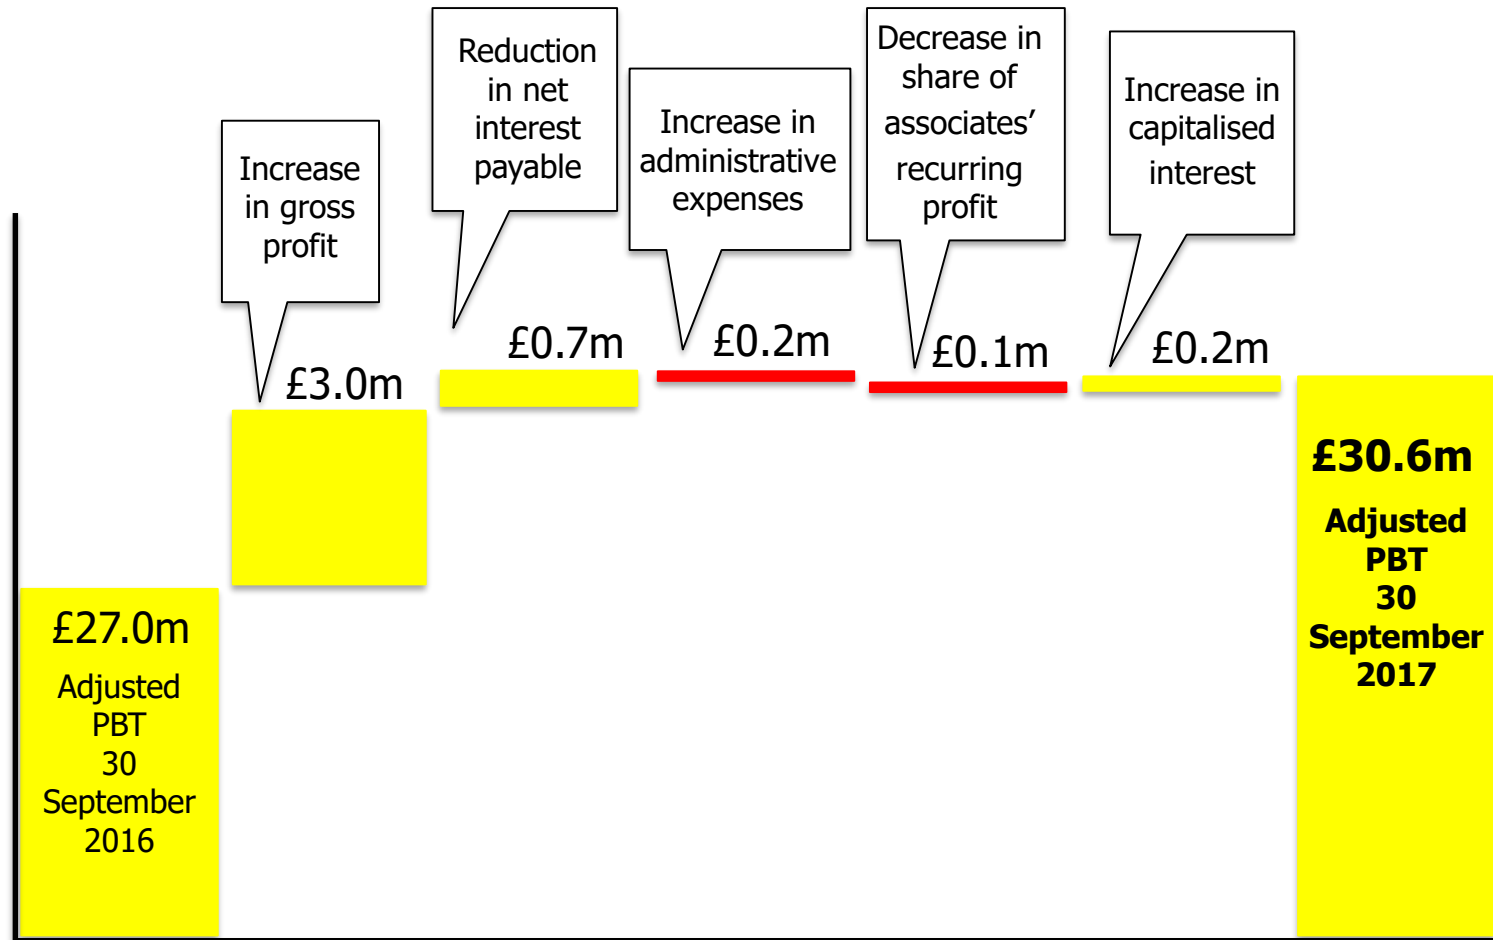 Increase
in gross
profit
Reduction
in net
interest
payable
Increase in
administrative
expenses
Decrease in
share of
associates’
recurring
profit
Increase in
capitalised
interest
£3.0m
£0.7m
£0.2m
£0.1m
£0.2m
£27.0m
Adjusted
PBT
30
September
2016
£30.6m
Adjusted
PBT
30
September
2017